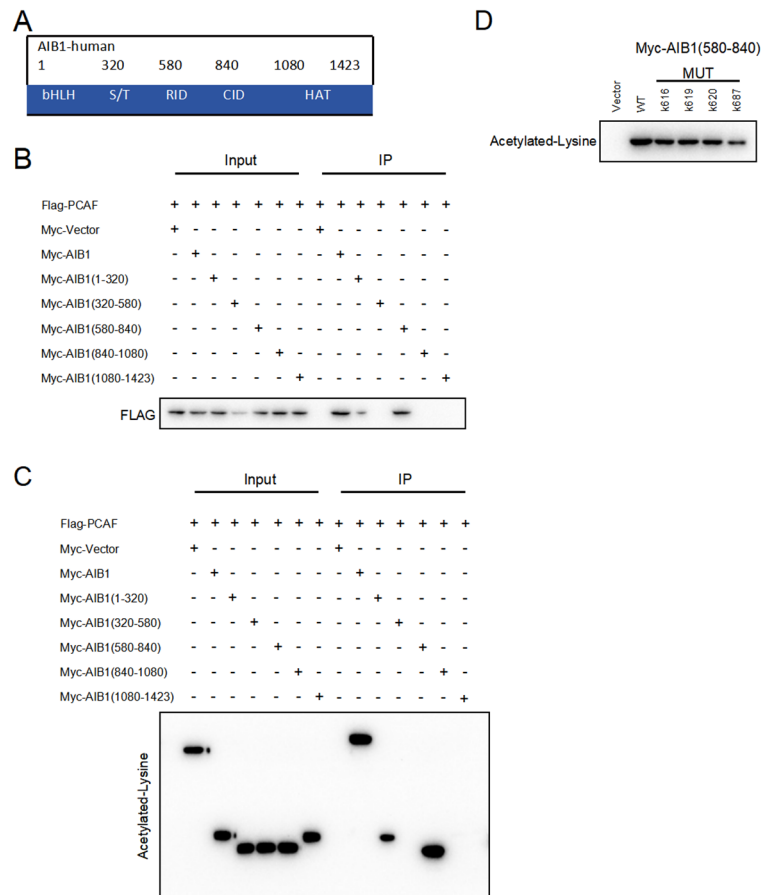 A
AIB1-human
1 320 580 840 1080 1423
bHLH S/T RID CID HAT
D
Myc-AIB1(580-840)
MUT
Vector WT k616 k619 k620 k687
Acetylated-Lysine
B
Input IP
Flag-PCAF + + + + + + + + + + + + + +
Myc-Vector + - - - - - - + - - - - - -
Myc-AIB1 - + - - - - - - + - - - - -
Myc-AIB1(1-320) - - + - - - - - - + - - - -
Myc-AIB1(320-580) - - - + - - - - - - + - - -
Myc-AIB1(580-840) - - - - + - - - - - - + - -
Myc-AIB1(840-1080) - - - - - + - - - - - - + -
Myc-AIB1(1080-1423) - - - - - - + - - - - - - +
FLAG
C
Input IP
Flag-PCAF + + + + + + + + + + + + + +
Myc-Vector + - - - - - - + - - - - - -
Myc-AIB1 - + - - - - - - + - - - - -
Myc-AIB1(1-320) - - + - - - - - - + - - - -
Myc-AIB1(320-580) - - - + - - - - - - + - - -
Myc-AIB1(580-840) - - - - + - - - - - - + - -
Myc-AIB1(840-1080) - - - - - + - - - - - - + -
Myc-AIB1(1080-1423) - - - - - - + - - - - - - +
Acetylated-Lysine